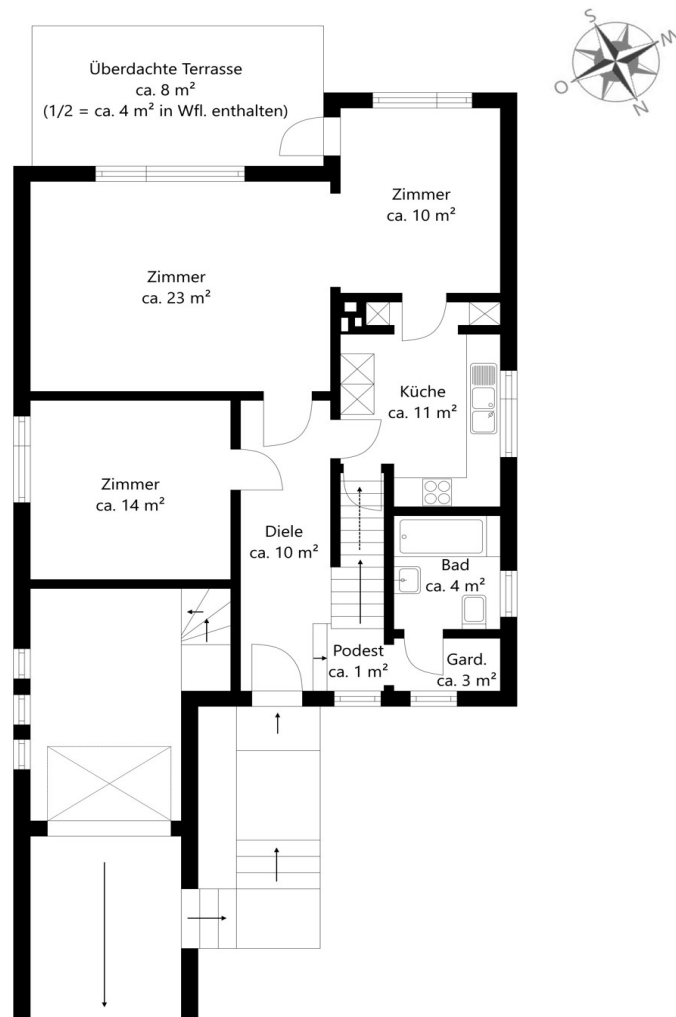 S
M
O
N
Überdachte Terrasse
ca. 8 m²
(1/2 = ca. 4 m² in Wfl. enthalten)
Zimmer
ca. 10 m²
Zimmer
ca. 23 m²
Küche
ca. 11 m²
Zimmer
ca. 14 m²
Diele
ca. 10 m²
Bad
ca. 4 m²
Podest
ca. 1 m²
Gard.
ca. 3 m²